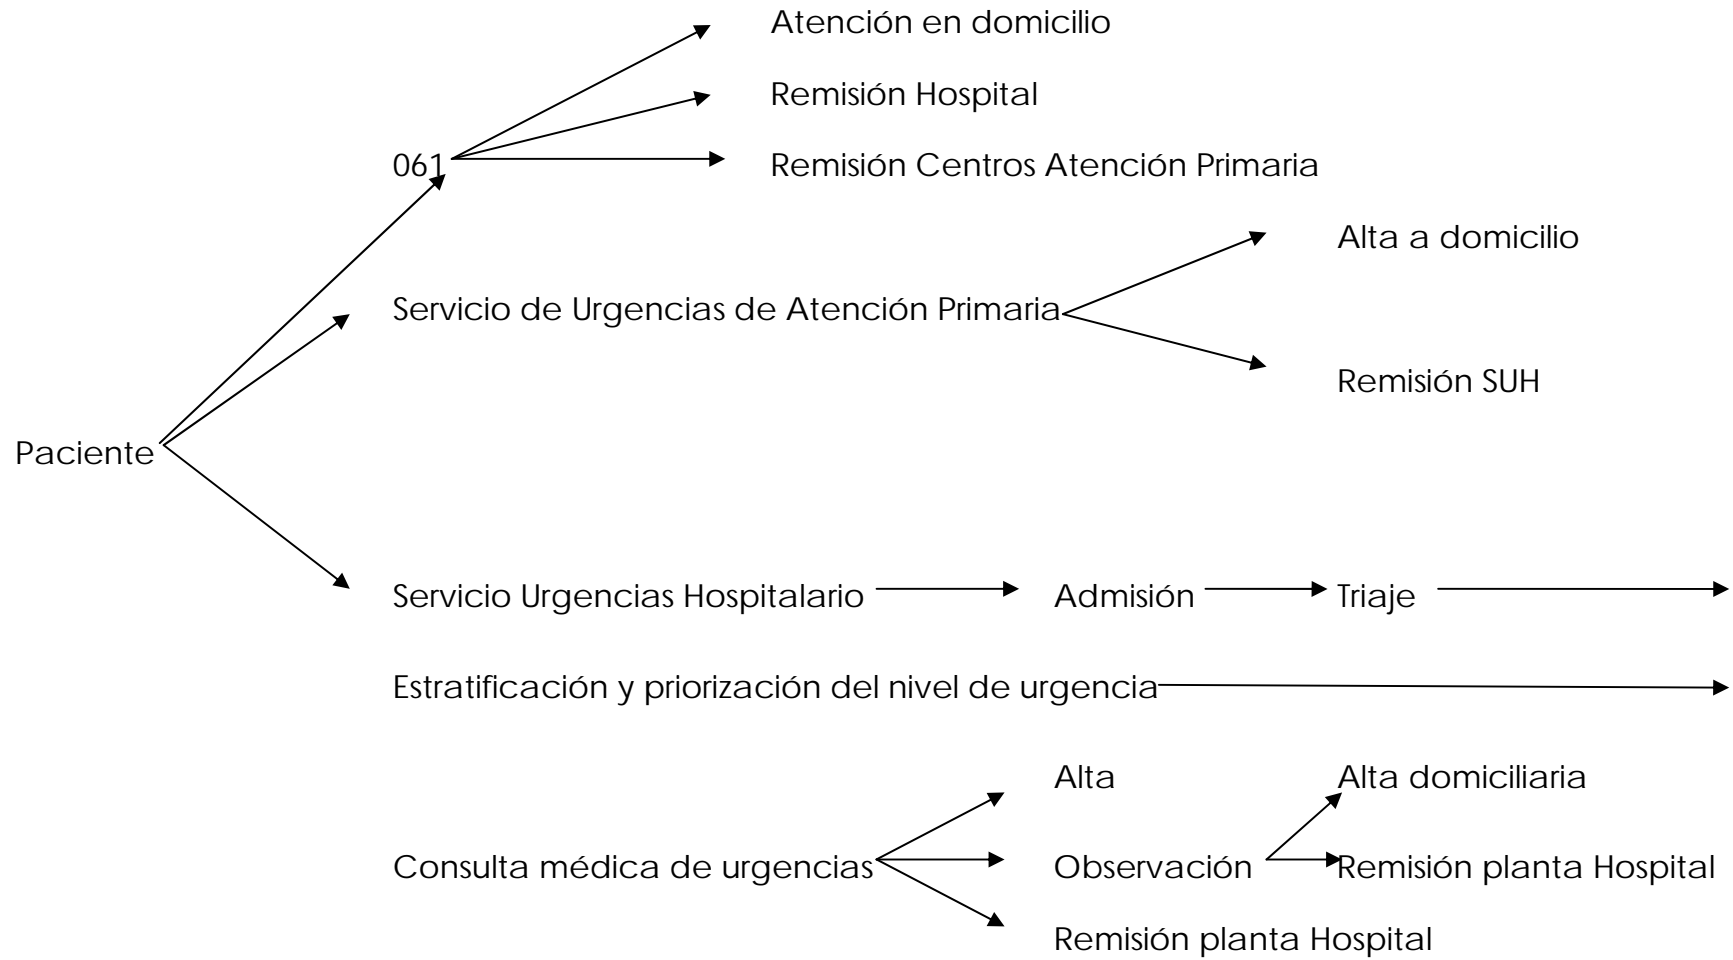 Atención en domicilio
Remisión Hospital
061
Remisión Centros Atención Primaria
Alta a domicilio
Servicio de Urgencias de Atención Primaria
Remisión SUH
Paciente
Servicio Urgencias Hospitalario Admisión Triaje
Estratificación y priorización del nivel de urgencia
Alta Alta domiciliaria
Consulta médica de urgencias Observación Remisión planta Hospital
Remisión planta Hospital